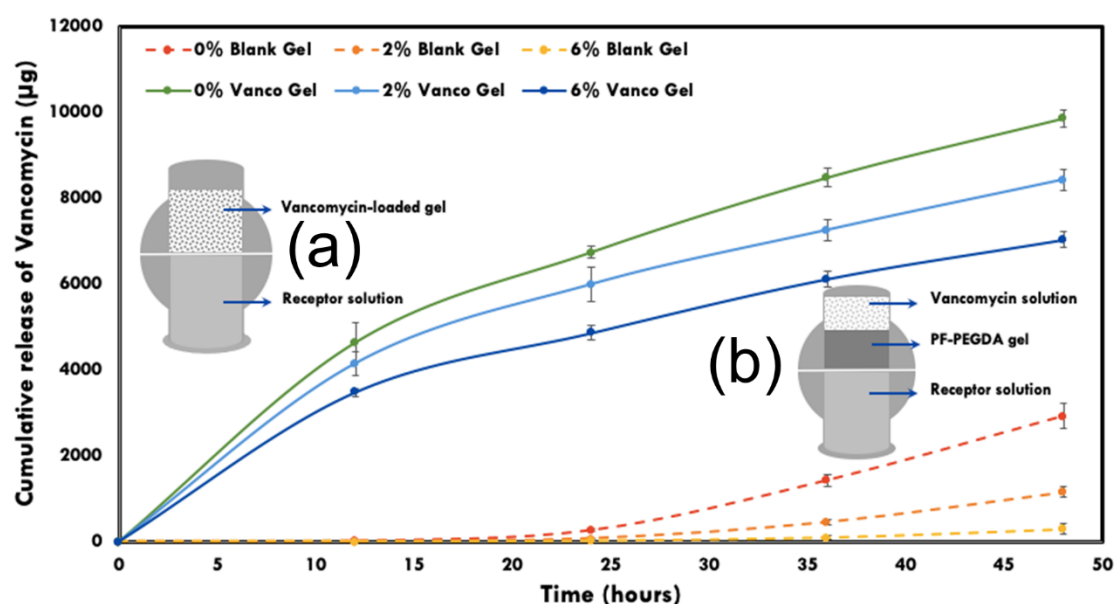 12000
10000
8000
6000
4000
2000
0
Cumulative release of Vancomycin (µg)
0% Blank Gel 2% Blank Gel 6% Blank Gel
0% Vanco Gel 2% Vanco Gel 6% Vanco Gel
Vancomycin-loaded gel
(a)
Receptor solution
Vancomycin solution
(b)
PF-PEGDA gel
Receptor solution
0 5 10 15 20 25 30 35 40 45 50
Time (hours)